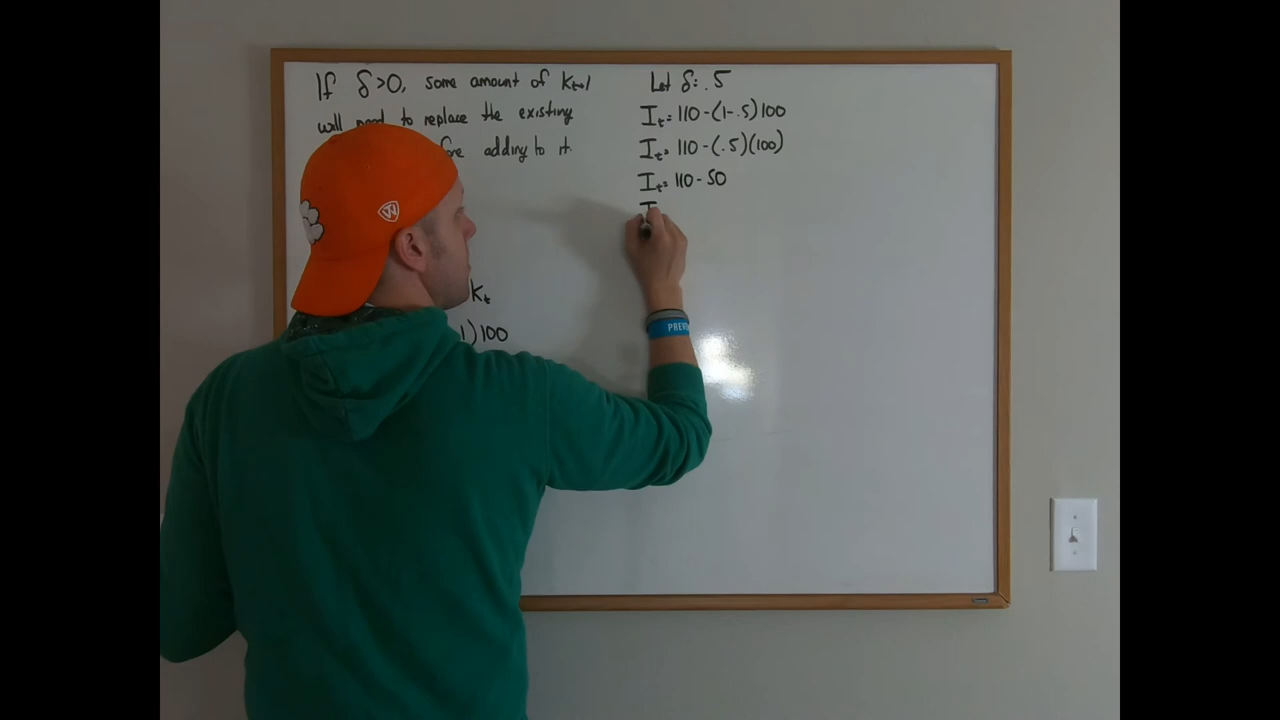 If δ>0, some amount of Kt+1
will need to replace the existing
adding to it.
Kt
1)100
Let δ= .5
It= 110-(1-.5)100
It= 110-(.5)(100)
It= 110-50
I